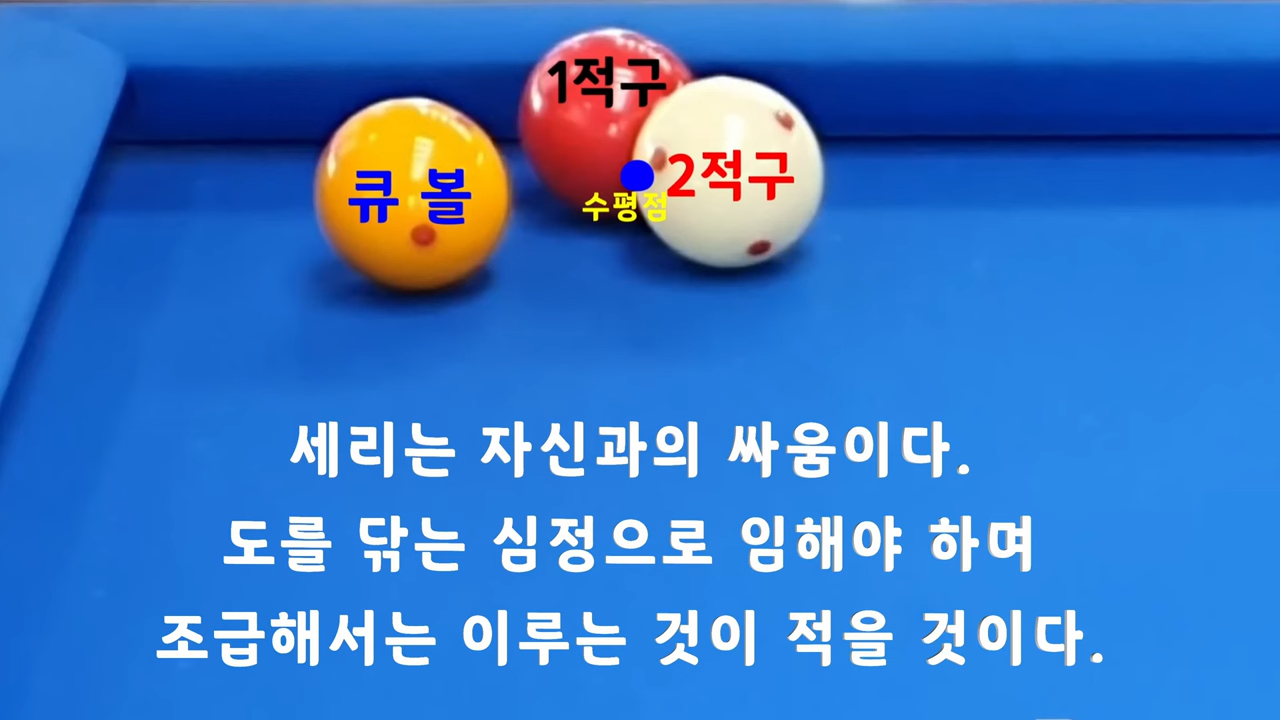 1적구
큐 볼
2적구
수평점
세리는 자신과의 싸움이다.
도를 닦는 심정으로 임해야 하며
조급해서는 이루는 것이 적을 것이다.